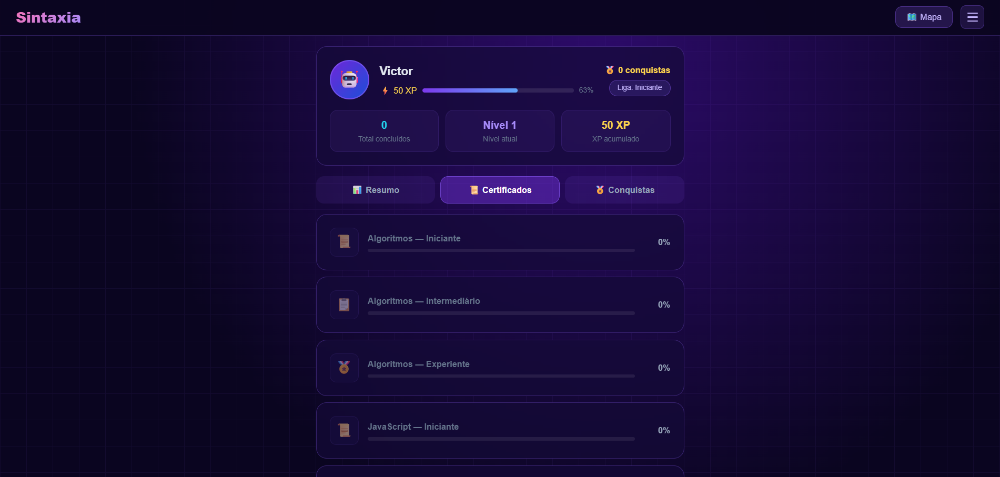 Sintaxia
Mapa
Victor
50 XP
63%
0 conquistas
Liga: Iniciante
0
Total concluídos
Nível 1
Nível atual
50 XP
XP acumulado
Resumo
Certificados
Conquistas
Algoritmos — Iniciante
0%
Algoritmos — Intermediário
0%
Algoritmos — Experiente
0%
JavaScript — Iniciante
0%